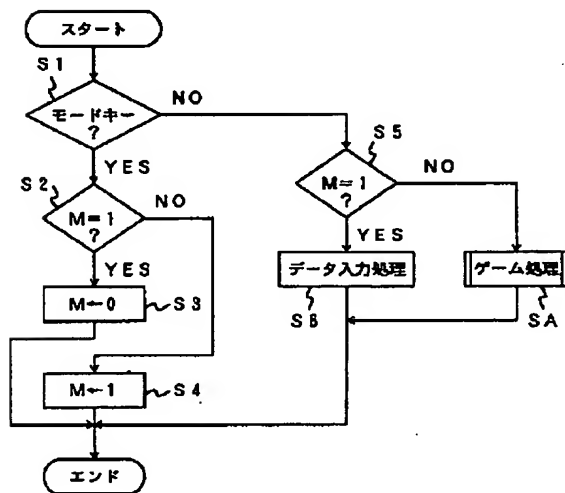 スタート
S1
モードキー
?
NO
YES
S2
M=1
?
NO
YES
M←0
S3
M←1
S4
エンド
S5
M=1
?
NO
YES
データ入力処理
SB
ゲーム処理
SA